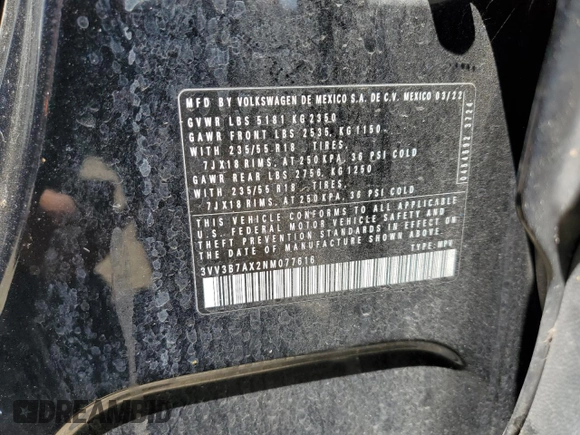 MFD BY VOLKSWAGEN DE MEXICO S.A. DE C.V. MEXICO 03/22
GVWR LBS 5181 KG 2350
GAWR FRONT LBS 2535, KG 1150,
WITH 235/55 R18 TIRES,
7JX18 RIMS, AT 250 KPA, 36 PSI COLD
GAWR REAR LBS 2756, KG 1250
WITH 235/55 R18 TIRES,
7JX18 RIMS, AT 250 KPA, 36 PSI COLD
THIS VEHICLE CONFORMS TO ALL APPLICABLE
U.S. FEDERAL MOTOR VEHICLE SAFETY AND
THEFT PREVENTION STANDARDS IN EFFECT ON
THE DATE OF MANUFACTURE SHOWN ABOVE
3VV3B7AX2NM077616 TYPE: MPV
DREAMBID